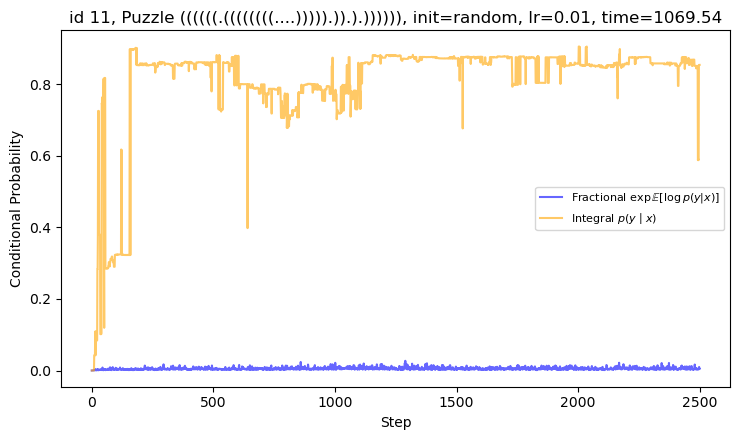 id 11, Puzzle ((((((.((((((((....))))).)).).)))))), init=random, lr=0.01, time=1069.54
Conditional Probability
0.8
0.6
0.4
0.2
0.0
Fractional exp𝔼[log p(y|x)]
Integral p(y | x)
0
500
1000
1500
2000
2500
Step